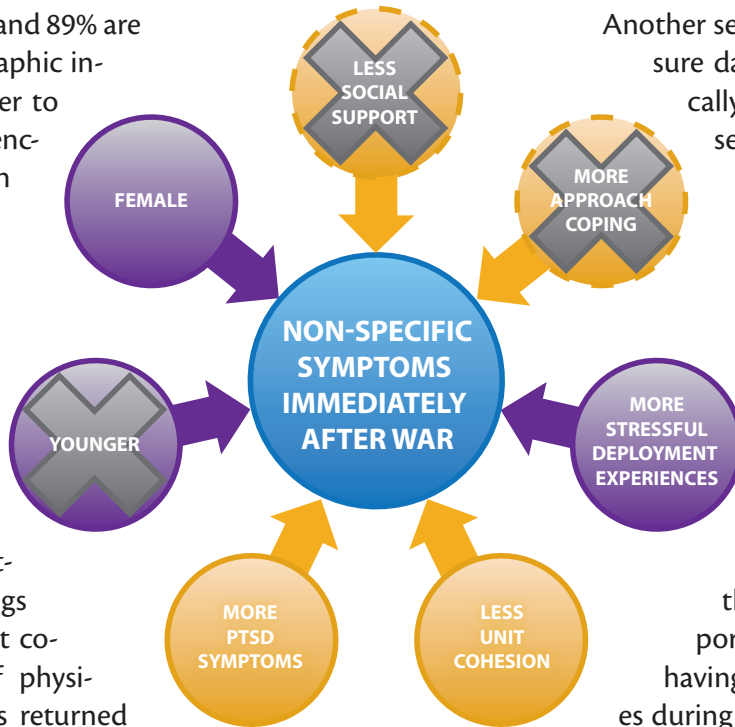 and 89% are
aphic in-
er to
enc-
n
Another se
sure da
cally
se
LESS
SOCIAL
SUPPORT
MORE
APPROACH
COPING
FEMALE
NON-SPECIFIC
SYMPTOMS
IMMEDIATELY
AFTER WAR
YOUNGER
MORE
STRESSFUL
DEPLOYMENT
EXPERIENCES
MORE
PTSD
SYMPTOMS
LESS
UNIT
COHESION
t-
gs
t co-
f physi-
s returned
th
por
having
es during